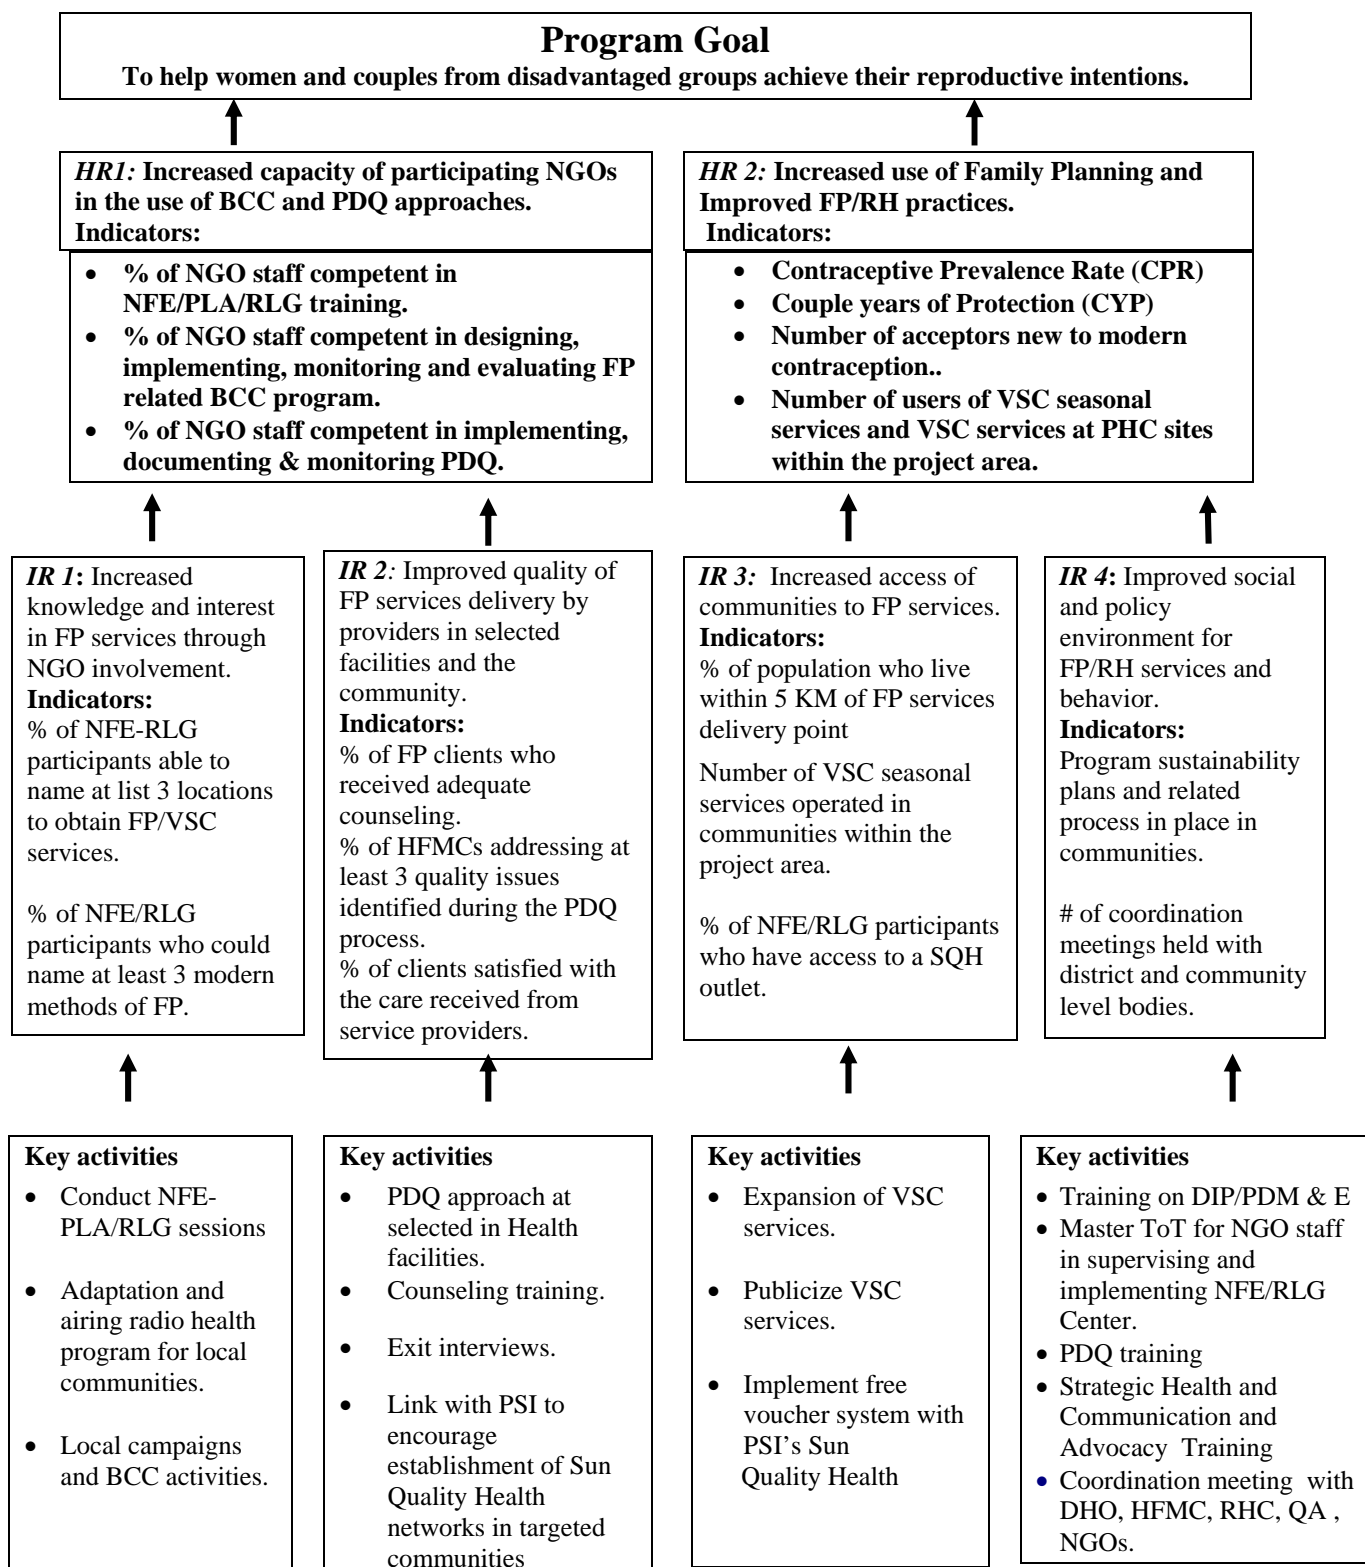 Program Goal
To help women and couples from disadvantaged groups achieve their reproductive intentions.
HR1: Increased capacity of participating NGOs
in the use of BCC and PDQ approaches.
Indicators:
• % of NGO staff competent in
NFE/PLA/RLG training.
• % of NGO staff competent in designing,
implementing, monitoring and evaluating FP
related BCC program.
• % of NGO staff competent in implementing,
documenting & monitoring PDQ.
HR 2: Increased use of Family Planning and
Improved FP/RH practices.
Indicators:
• Contraceptive Prevalence Rate (CPR)
• Couple years of Protection (CYP)
• Number of acceptors new to modern
contraception..
• Number of users of VSC seasonal
services and VSC services at PHC sites
within the project area.
IR 1: Increased
knowledge and interest
in FP services through
NGO involvement.
Indicators:
% of NFE-RLG
participants able to
name at list 3 locations
to obtain FP/VSC
services.
% of NFE/RLG
participants who could
name at least 3 modern
methods of FP.
IR 2: Improved quality of
FP services delivery by
providers in selected
facilities and the
community.
Indicators:
% of FP clients who
received adequate
counseling.
% of HFMCs addressing at
least 3 quality issues
identified during the PDQ
process.
% of clients satisfied with
the care received from
service providers.
IR 3: Increased access of
communities to FP services.
Indicators:
% of population who live
within 5 KM of FP services
delivery point
Number of VSC seasonal
services operated in
communities within the
project area.
% of NFE/RLG participants
who have access to a SQH
outlet.
IR 4: Improved social
and policy
environment for
FP/RH services and
behavior.
Indicators:
Program sustainability
plans and related
process in place in
communities.
# of coordination
meetings held with
district and community
level bodies.
Key activities
• Conduct NFE-
PLA/RLG sessions
• Adaptation and
airing radio health
program for local
communities.
• Local campaigns
and BCC activities.
Key activities
• PDQ approach at
selected in Health
facilities.
• Counseling training.
• Exit interviews.
• Link with PSI to
encourage
establishment of Sun
Quality Health
networks in targeted
communities
Key activities
• Expansion of VSC
services.
• Publicize VSC
services.
• Implement free
voucher system with
PSI's Sun
Quality Health
Key activities
• Training on DIP/PDM & E
• Master ToT for NGO staff
in supervising and
implementing NFE/RLG
Center.
• PDQ training
• Strategic Health and
Communication and
Advocacy Training
• Coordination meeting with
DHO, HFMC, RHC, QA ,
NGOs.